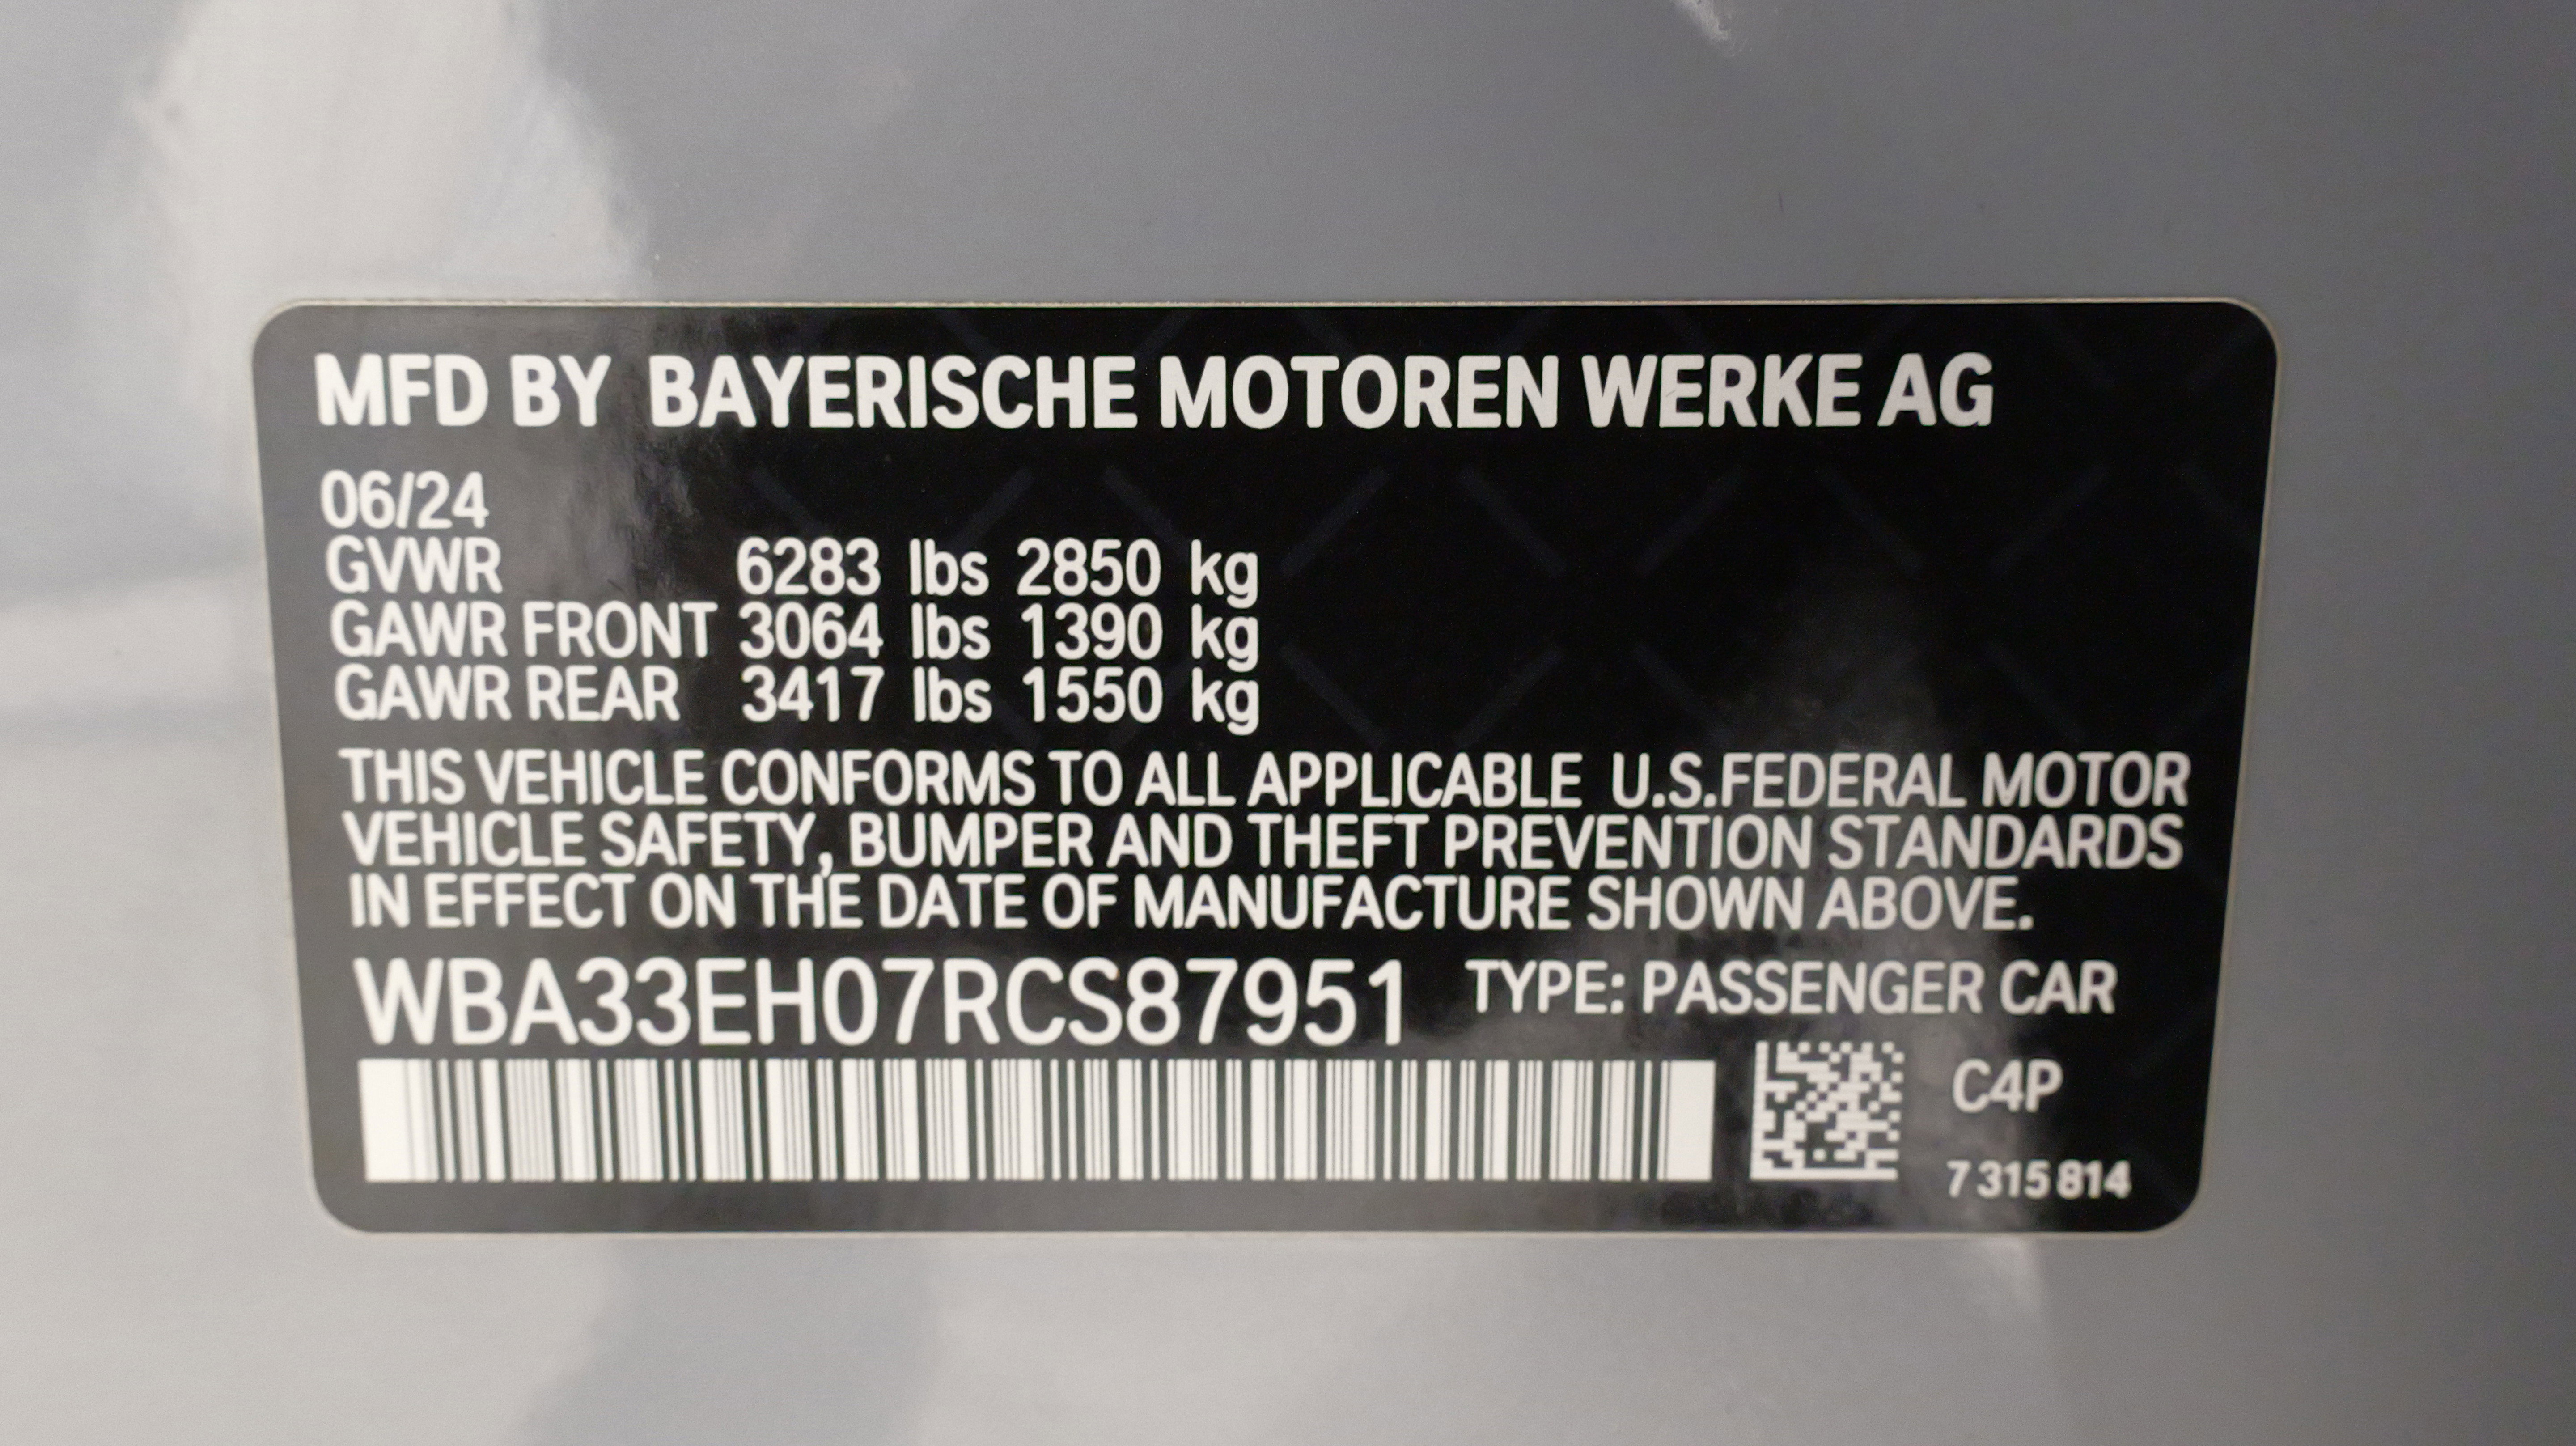 MFD BY BAYERISCHE MOTOREN WERKE AG
06/24
GVWR 6283 lbs 2850 kg
GAWR FRONT 3064 lbs 1390 kg
GAWR REAR 3417 lbs 1550 kg
THIS VEHICLE CONFORMS TO ALL APPLICABLE U.S.FEDERAL MOTOR
VEHICLE SAFETY, BUMPER AND THEFT PREVENTION STANDARDS
IN EFFECT ON THE DATE OF MANUFACTURE SHOWN ABOVE.
WBA33EH07RCS87951 TYPE: PASSENGER CAR
C4P
7 315 814